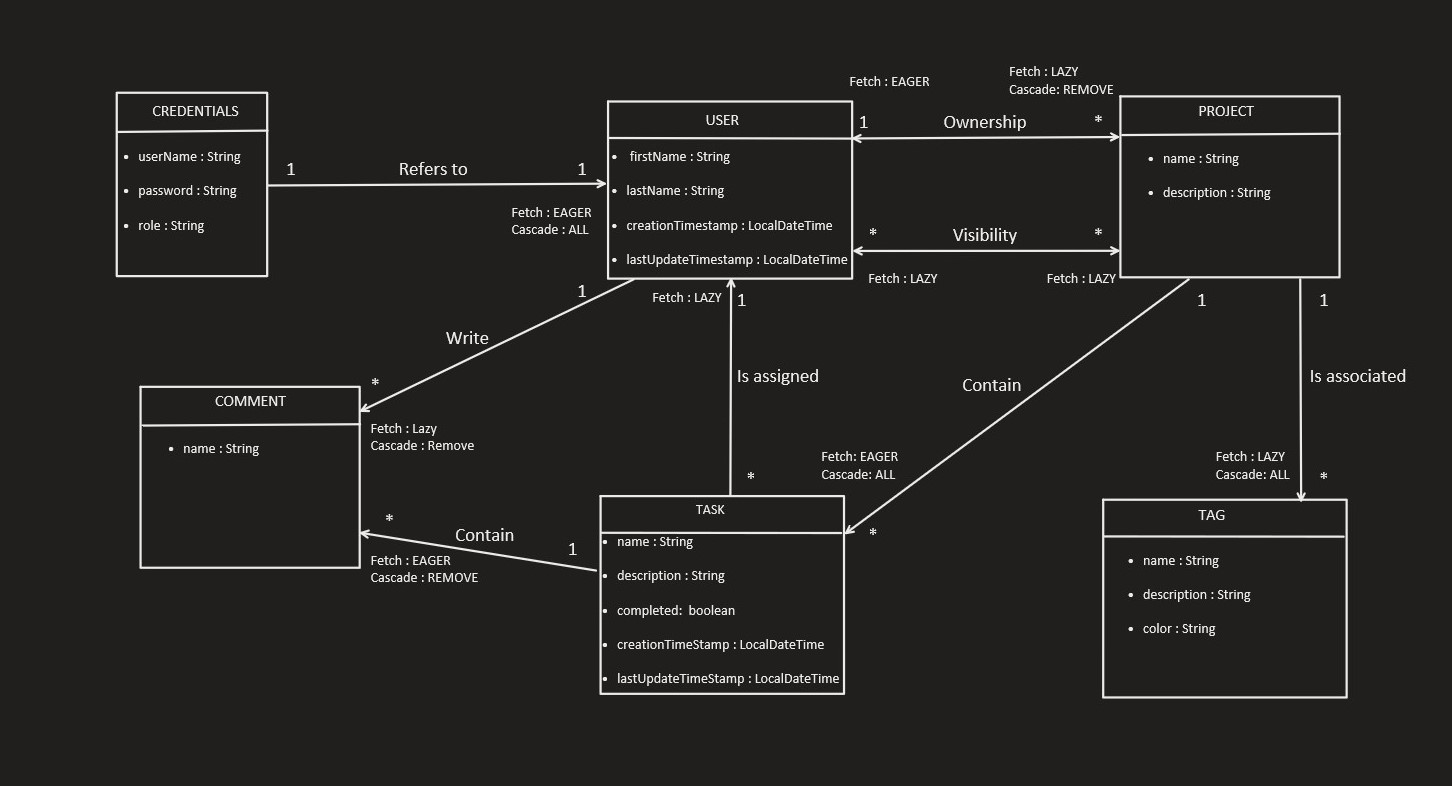 Fetch : EAGER
Fetch : LAZY
Cascade: REMOVE
CREDENTIALS
• userName : String
• password : String
• role : String
1
Refers to
1
Fetch : EAGER
Cascade : ALL
USER
• firstName : String
• lastName : String
• creationTimestamp : LocalDateTime
• lastUpdateTimestamp : LocalDateTime
1
Ownership
*
*
Visibility
*
Fetch : LAZY
Fetch : LAZY
PROJECT
• name : String
• description : String
1
Write
*
Fetch : Lazy
Cascade : Remove
Fetch : LAZY
1
Is assigned
*
1
Contain
Fetch: EAGER
Cascade: ALL
*
1
Is associated
Fetch : LAZY
Cascade: ALL
*
COMMENT
• name : String
*
Contain
1
Fetch : EAGER
Cascade : REMOVE
TASK
• name : String
• description : String
• completed: boolean
• creationTimeStamp : LocalDateTime
• lastUpdateTimeStamp : LocalDateTime
TAG
• name : String
• description : String
• color : String